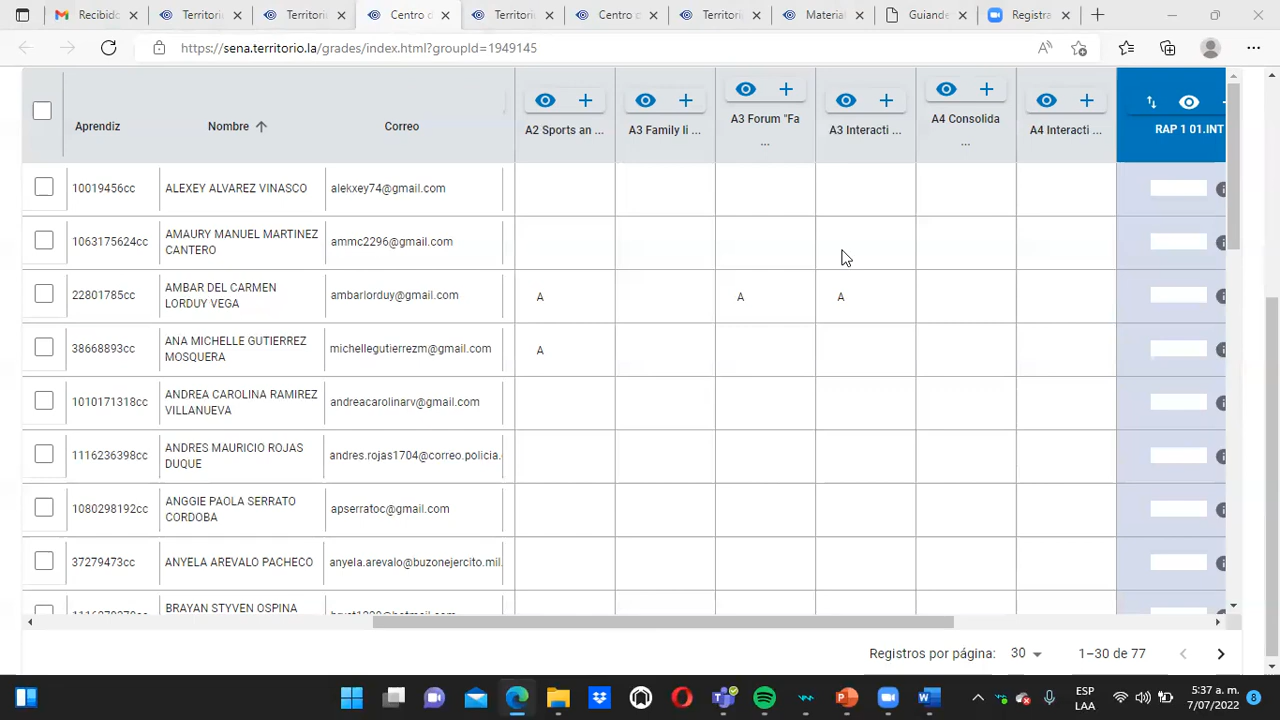 Recibido
Territori
Territori
Centro d
Territorio
Centro d
Territori
Material
Guiande
Registra
https://sena.territorio.la/grades/index.html?groupId=1949145
Aprendiz Nombre Correo A2 Sports an ... A3 Family li ... A3 Forum "Fa ... A3 Interacti ... A4 Consolida ... A4 Interacti ... RAP 1 01.INT
10019456cc ALEXEY ALVAREZ VINASCO alekxey74@gmail.com
1063175624cc AMAURY MANUEL MARTINEZ CANTERO ammc2296@gmail.com
22801785cc AMBAR DEL CARMEN LORDUY VEGA ambarlorduy@gmail.com A A A
38668893cc ANA MICHELLE GUTIERREZ MOSQUERA michellegutierrezm@gmail.com A
1010171318cc ANDREA CAROLINA RAMIREZ VILLANUEVA andreacarolinarv@gmail.com
1116236398cc ANDRES MAURICIO ROJAS DUQUE andres.rojas1704@correo.policia.
1080298192cc ANGGIE PAOLA SERRATO CORDOBA apserratoc@gmail.com
37279473cc ANYELA AREVALO PACHECO anyela.arevalo@buzonejercito.mil.
BRAYAN STYVEN OSPINA
Registros por página: 30 1–30 de 77
ESP
LAA
5:37 a. m.
7/07/2022
8